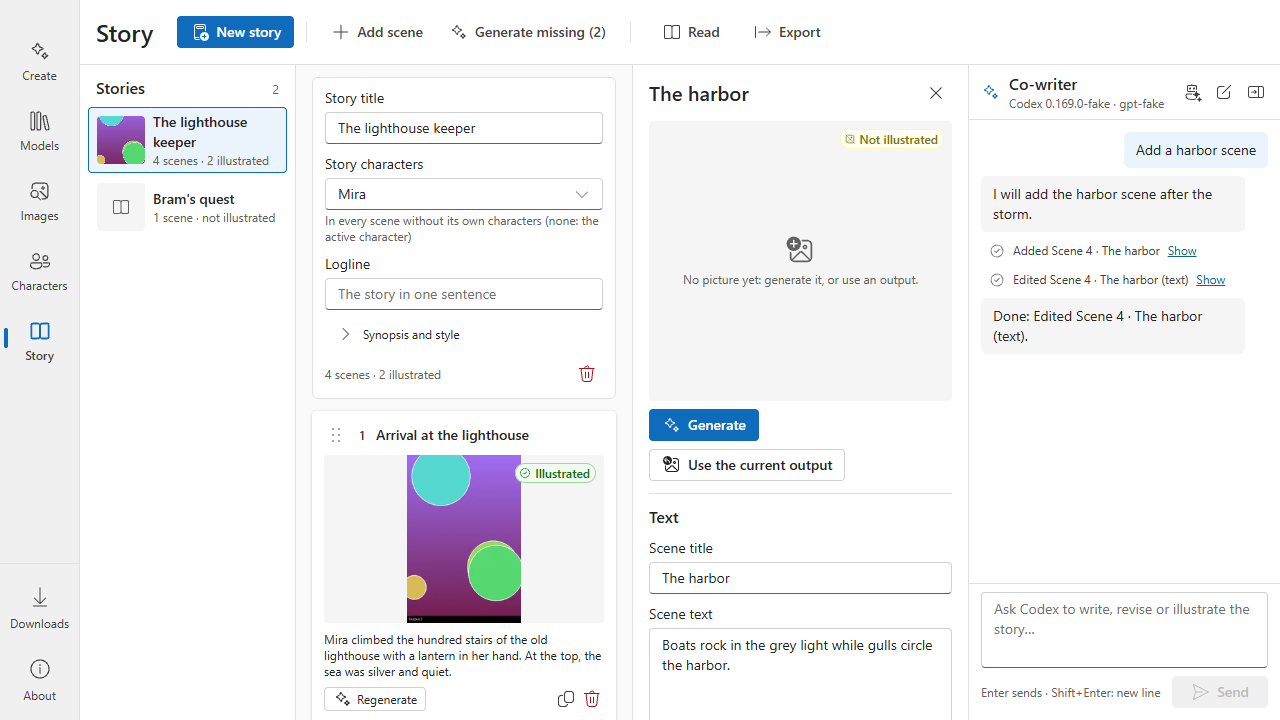 Create
Models
Images
Characters
Story
Downloads
About
Story
New story
Add scene
Generate missing (2)
Read
Export
Stories
2
The lighthouse
keeper
4 scenes · 2 illustrated
Bram's quest
1 scene · not illustrated
Story title
The lighthouse keeper
Story characters
Mira
In every scene without its own characters (none: the
active character)
Logline
The story in one sentence
Synopsis and style
4 scenes · 2 illustrated
1 Arrival at the lighthouse
Illustrated
Mira climbed the hundred stairs of the old
lighthouse with a lantern in her hand. At the top, the
sea was silver and quiet.
Regenerate
The harbor
Not illustrated
No picture yet: generate it, or use an output.
Generate
Use the current output
Text
Scene title
The harbor
Scene text
Boats rock in the grey light while gulls circle
the harbor.
Co-writer
Codex 0.169.0-fake · gpt-fake
Add a harbor scene
I will add the harbor scene after the
storm.
Added Scene 4 · The harbor Show
Edited Scene 4 · The harbor (text) Show
Done: Edited Scene 4 · The harbor
(text).
Ask Codex to write, revise or illustrate the
story...
Enter sends · Shift+Enter: new line
Send